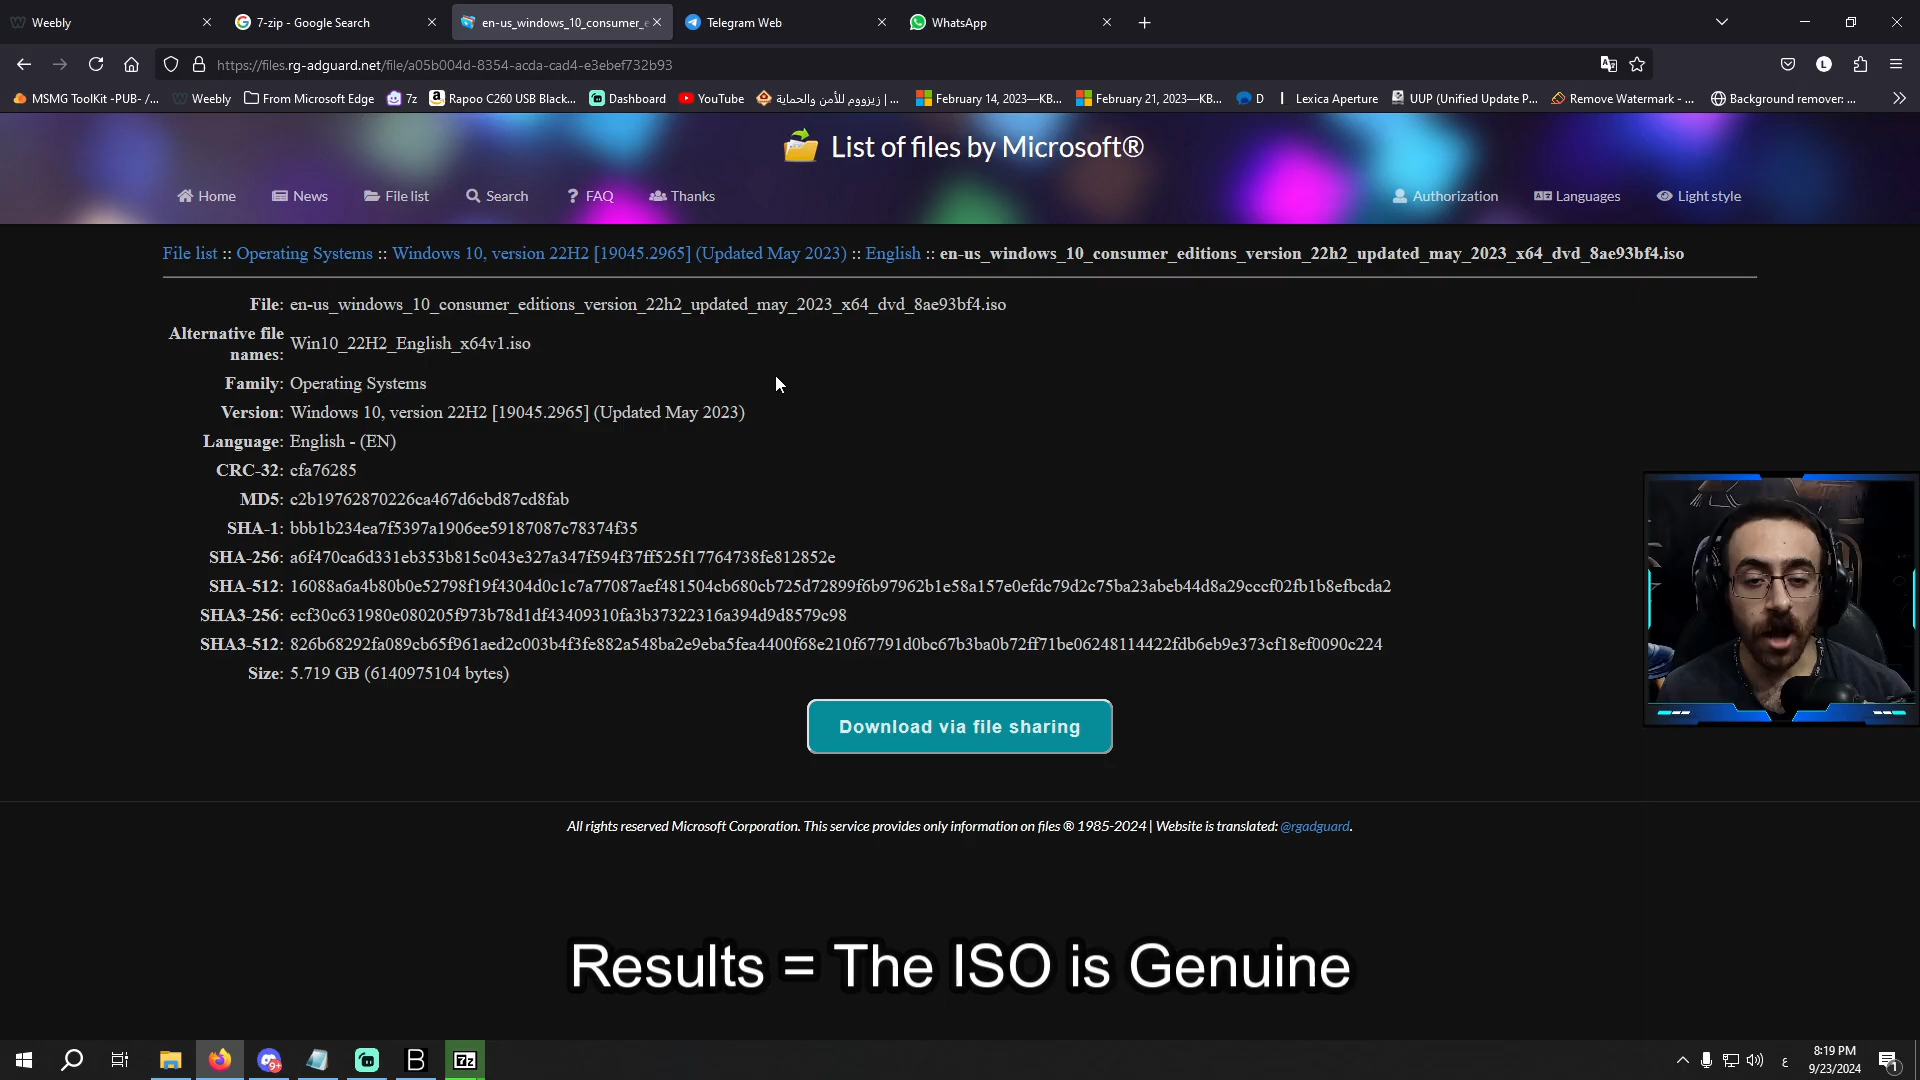 Weebly
7-zip - Google Search
en-us_windows_10_consumer_e
Telegram Web
WhatsApp
https://files.rg-adguard.net/file/a05b004d-8354-acda-cad4-e3ebef732b93
L
MSMG ToolKit -PUB- /...
Weebly
From Microsoft Edge
7z
Rapoo C260 USB Black...
Dashboard
YouTube
زيزووم للأمن والحماية | ...
February 14, 2023—KB...
February 21, 2023—KB...
D
Lexica Aperture
UUP (Unified Update P...
Remove Watermark - ...
Background remover: ...
List of files by Microsoft®
Home
News
File list
Search
FAQ
Thanks
Authorization
Languages
Light style
File list :: Operating Systems :: Windows 10, version 22H2 [19045.2965] (Updated May 2023) :: English :: en-us_windows_10_consumer_editions_version_22h2_updated_may_2023_x64_dvd_8ae93bf4.iso
File: en-us_windows_10_consumer_editions_version_22h2_updated_may_2023_x64_dvd_8ae93bf4.iso
Alternative file
names: Win10_22H2_English_x64v1.iso
Family: Operating Systems
Version: Windows 10, version 22H2 [19045.2965] (Updated May 2023)
Language: English - (EN)
CRC-32: cfa76285
MD5: c2b19762870226ca467d6cbd87cd8fab
SHA-1: bbb1b234ea7f5397a1906ee59187087c78374f35
SHA-256: a6f470ca6d331eb353b815c043e327a347f594f37ff525f17764738fe812852e
SHA-512: 16088a6a4b80b0e52798f19f4304d0c1c7a77087aef481504cb680cb725d72899f6b97962b1e58a157e0efdc79d2c75ba23abeb44d8a29cccf02fb1b8efbcda2
SHA3-256: ecf30c631980e080205f973b78d1df43409310fa3b37322316a394d9d8579c98
SHA3-512: 826b68292fa089cb65f961aed2c003b4f3fe882a548ba2e9eba5fea4400f68e210f67791d0bc67b3ba0b72ff71be06248114422fdb6eb9e373cf18ef0090c224
Size: 5.719 GB (6140975104 bytes)
Download via file sharing
All rights reserved Microsoft Corporation. This service provides only information on files ® 1985-2024 | Website is translated: @rgadguard.
Results = The ISO is Genuine
9+
B
7z
ع
8:19 PM
9/23/2024
1